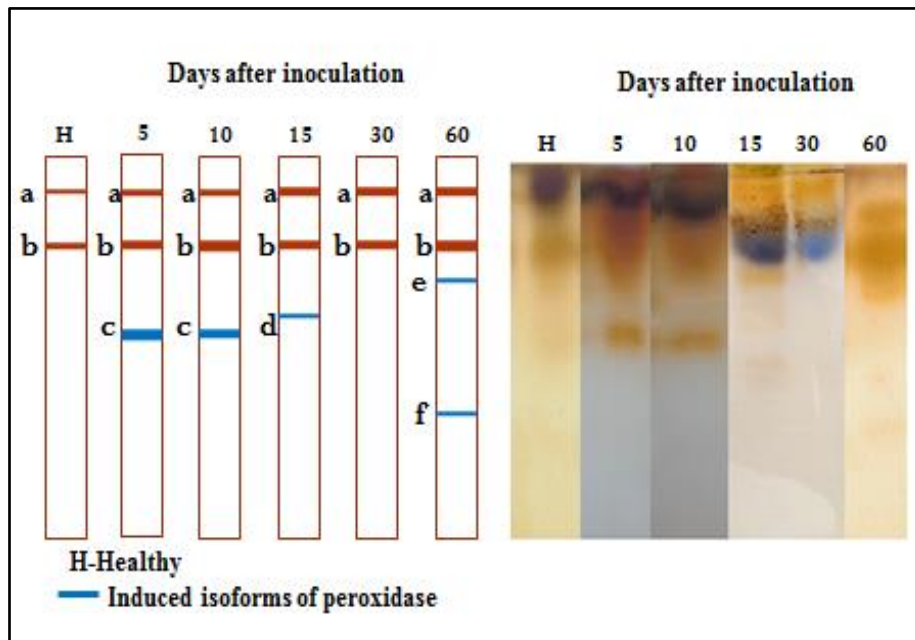 Days after inoculation
H 5 10 15 30 60
a a a a a a
b b b b b b
e
c c d
f
H-Healthy
Induced isoforms of peroxidase
Days after inoculation
H 5 10 15 30 60